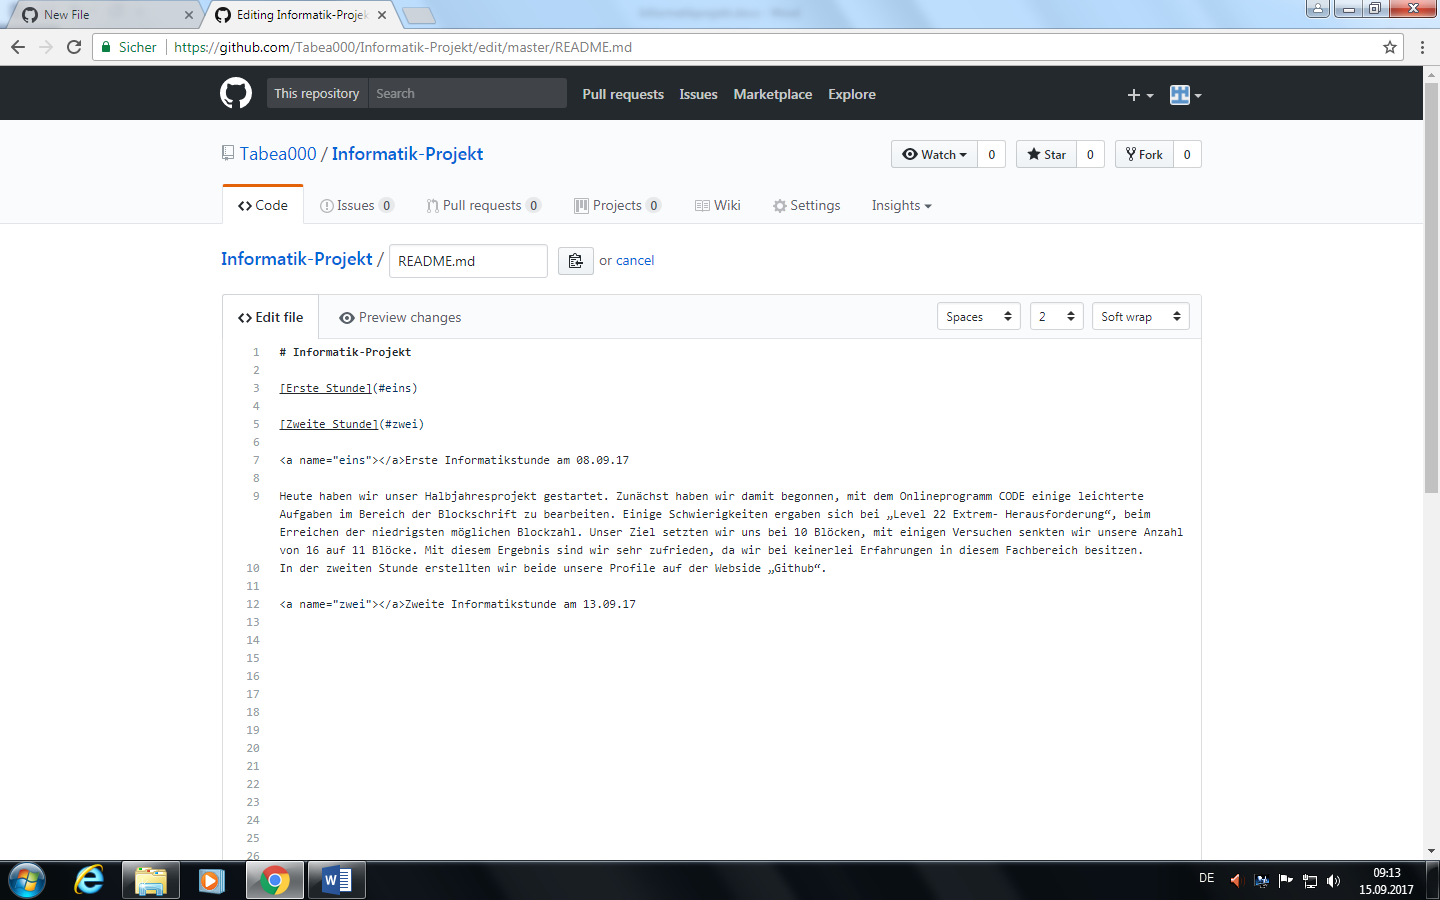 New File
Editing Informatik-Projek
Sicher
https://github.com/Tabea000/Informatik-Projekt/edit/master/README.md
This repository
Search
Pull requests
Issues
Marketplace
Explore
Tabea000 / Informatik-Projekt
Watch 0
Star 0
Fork 0
Code
Issues 0
Pull requests 0
Projects 0
Wiki
Settings
Insights
Informatik-Projekt / README.md or cancel
Edit file
Preview changes
Spaces
2
Soft wrap
1 # Informatik-Projekt
2
3 [Erste Stunde](#eins)
4
5 [Zweite Stunde](#zwei)
6
7 <a name="eins"></a>Erste Informatikstunde am 08.09.17
8
9 Heute haben wir unser Halbjahresprojekt gestartet. Zunächst haben wir damit begonnen, mit dem Onlineprogramm CODE einige leichterte
Aufgaben im Bereich der Blockschrift zu bearbeiten. Einige Schwierigkeiten ergaben sich bei „Level 22 Extrem- Herausforderung“, beim
Erreichen der niedrigsten möglichen Blockzahl. Unser Ziel setzten wir uns bei 10 Blöcken, mit einigen Versuchen senkten wir unsere Anzahl
von 16 auf 11 Blöcke. Mit diesem Ergebnis sind wir sehr zufrieden, da wir bei keinerlei Erfahrungen in diesem Fachbereich besitzen.
10 In der zweiten Stunde erstellten wir beide unsere Profile auf der Webside „Github“.
11
12 <a name="zwei"></a>Zweite Informatikstunde am 13.09.17
13
14
15
16
17
18
19
20
21
22
23
24
25
26
DE
09:13
15.09.2017